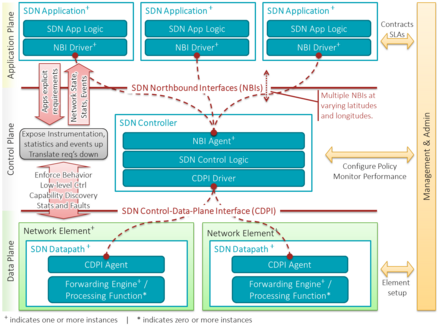 Application Plane
SDN Application⁺
SDN App Logic
NBI Driver⁺
SDN Application⁺
SDN App Logic
NBI Driver⁺
SDN Application⁺
SDN App Logic
NBI Driver⁺
Contracts
SLAs
Apps explicit
requirements
Network State,
Stats, Events
SDN Northbound Interfaces (NBIs)
Multiple NBIs at
varying latitudes
and longitudes.
Control Plane
Expose Instrumentation,
statistics and events up
Translate req's down
SDN Controller
NBI Agent⁺
SDN Control Logic
CDPI Driver
Configure Policy
Monitor Performance
Management & Admin
Enforce Behavior
Low-level Ctrl
Capability Discovery
Stats and Faults
SDN Control-Data-Plane Interface (CDPI)
Data Plane
Network Element⁺
SDN Datapath⁺
CDPI Agent
Forwarding Engine⁺ /
Processing Function*
Network Element⁺
SDN Datapath⁺
CDPI Agent
Forwarding Engine⁺ /
Processing Function*
Element
setup
⁺ indicates one or more instances | * indicates zero or more instances